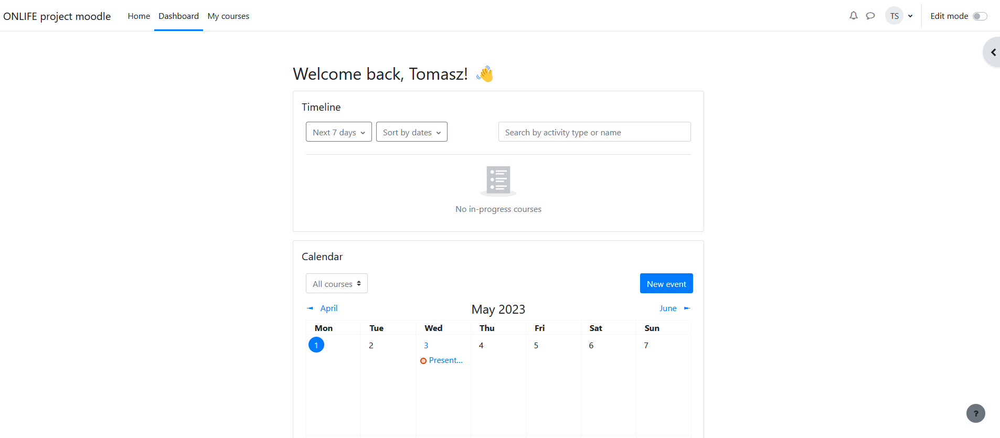 ONLIFE project moodle Home Dashboard My courses TS Edit mode
Welcome back, Tomasz!
Timeline
Next 7 days Sort by dates Search by activity type or name
No in-progress courses
Calendar
All courses New event
April May 2023 June
Mon Tue Wed Thu Fri Sat Sun
1 2 3 4 5 6 7
Present...
?